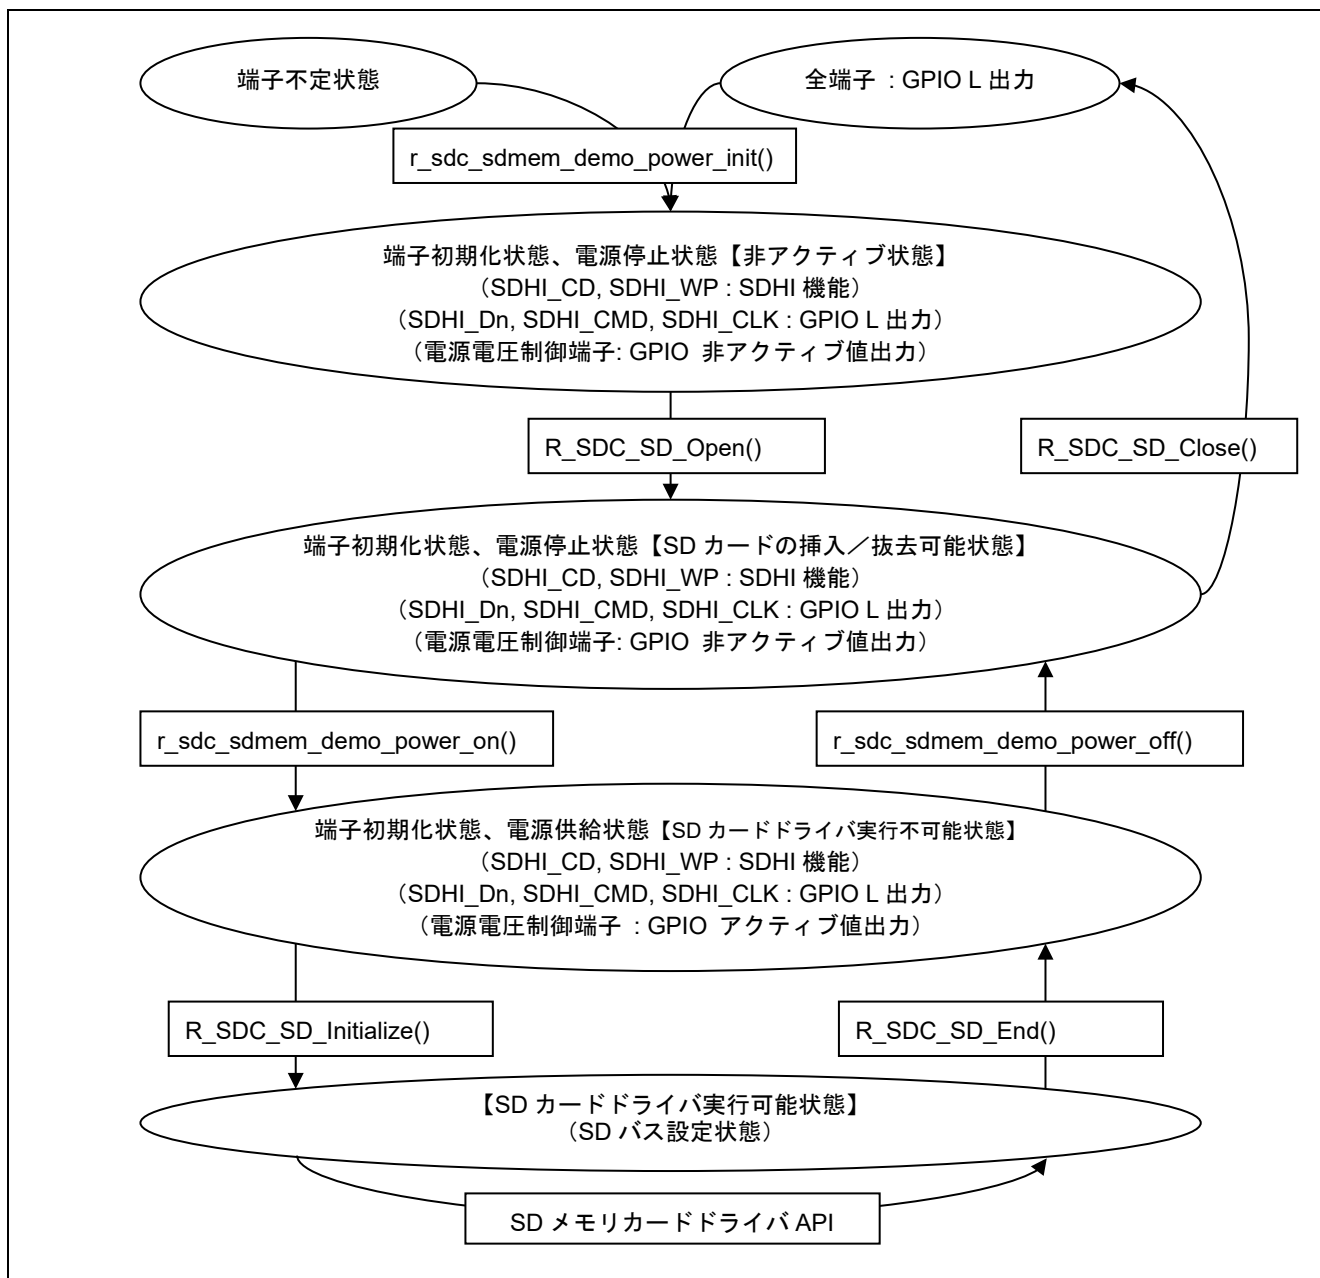 端子不定状態
全端子 : GPIO L 出力
r_sdc_sdmem_demo_power_init()
端子初期化状態、電源停止状態【非アクティブ状態】
（SDHI_CD, SDHI_WP : SDHI 機能）
（SDHI_Dn, SDHI_CMD, SDHI_CLK : GPIO L 出力）
（電源電圧制御端子: GPIO 非アクティブ値出力）
R_SDC_SD_Open()
R_SDC_SD_Close()
端子初期化状態、電源停止状態【SD カードの挿入／抜去可能状態】
（SDHI_CD, SDHI_WP : SDHI 機能）
（SDHI_Dn, SDHI_CMD, SDHI_CLK : GPIO L 出力）
（電源電圧制御端子: GPIO 非アクティブ値出力）
r_sdc_sdmem_demo_power_on()
r_sdc_sdmem_demo_power_off()
端子初期化状態、電源供給状態【SD カードドライバ実行不可能状態】
（SDHI_CD, SDHI_WP : SDHI 機能）
（SDHI_Dn, SDHI_CMD, SDHI_CLK : GPIO L 出力）
（電源電圧制御端子 : GPIO アクティブ値出力）
R_SDC_SD_Initialize()
R_SDC_SD_End()
【SD カードドライバ実行可能状態】
（SD バス設定状態）
SD メモリカードドライバ API